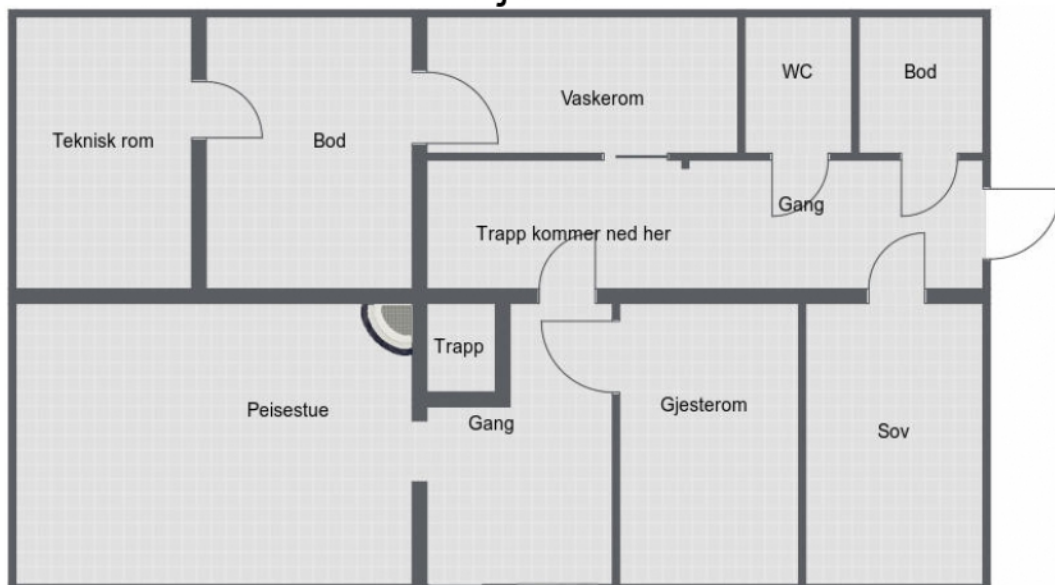 WC
Bod
Vaskerom
Teknisk rom
Bod
Gang
Trapp kommer ned her
Trapp
Peisestue
Gang
Gjesterom
Sov